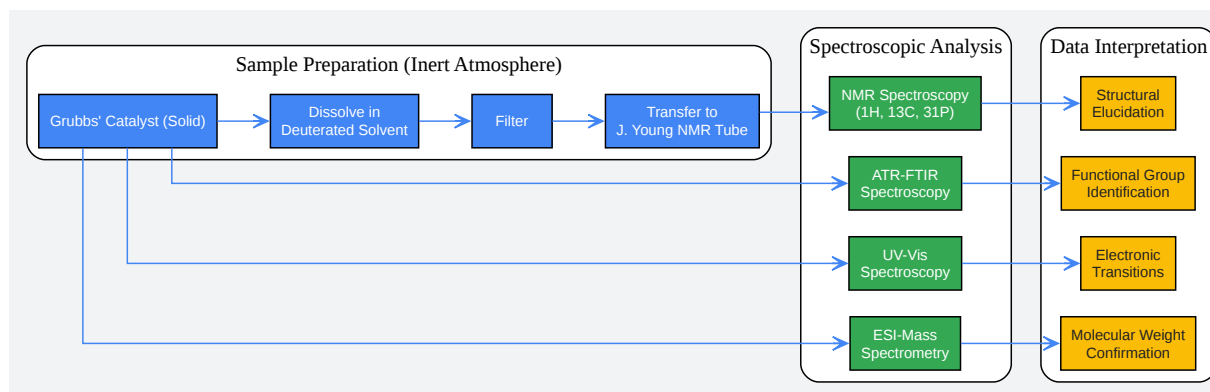 Sample Preparation (Inert Atmosphere)
Grubbs' Catalyst (Solid)
Dissolve in
Deuterated Solvent
Filter
Transfer to
J. Young NMR Tube
Spectroscopic Analysis
NMR Spectroscopy
(1H, 13C, 31P)
ATR-FTIR
Spectroscopy
UV-Vis
Spectroscopy
ESI-Mass
Spectrometry
Data Interpretation
Structural
Elucidation
Functional Group
Identification
Electronic
Transitions
Molecular Weight
Confirmation